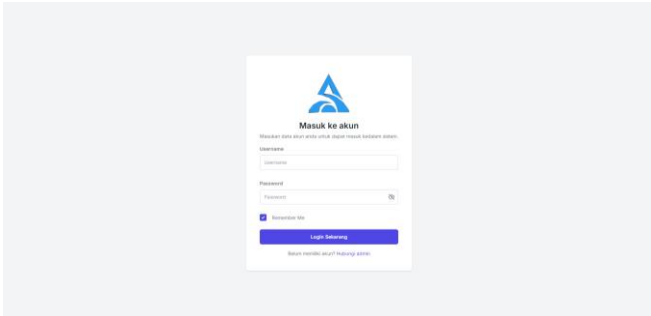 Masuk ke akun
Masukan data akun anda untuk dapat masuk kedalam sistem.
Username
Username
Password
Password
Remember Me
Login Sekarang
Belum memiliki akun? Hubungi admin